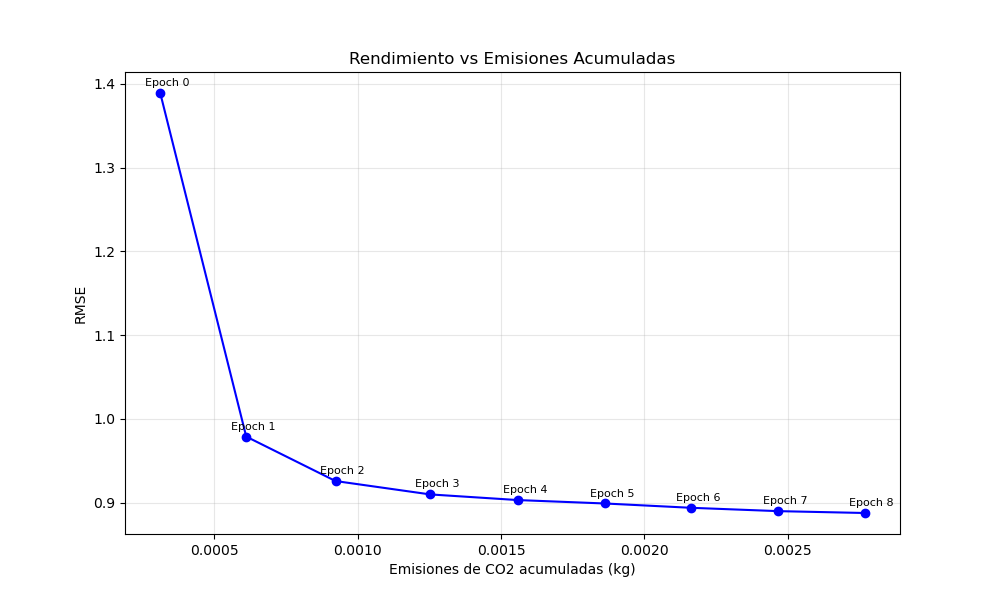 Rendimiento vs Emisiones Acumuladas
Epoch 0
Epoch 1
Epoch 2
Epoch 3
Epoch 4
Epoch 5
Epoch 6
Epoch 7
Epoch 8
RMSE
1.4
1.3
1.2
1.1
1.0
0.9
0.0005
0.0010
0.0015
0.0020
0.0025
Emisiones de CO2 acumuladas (kg)